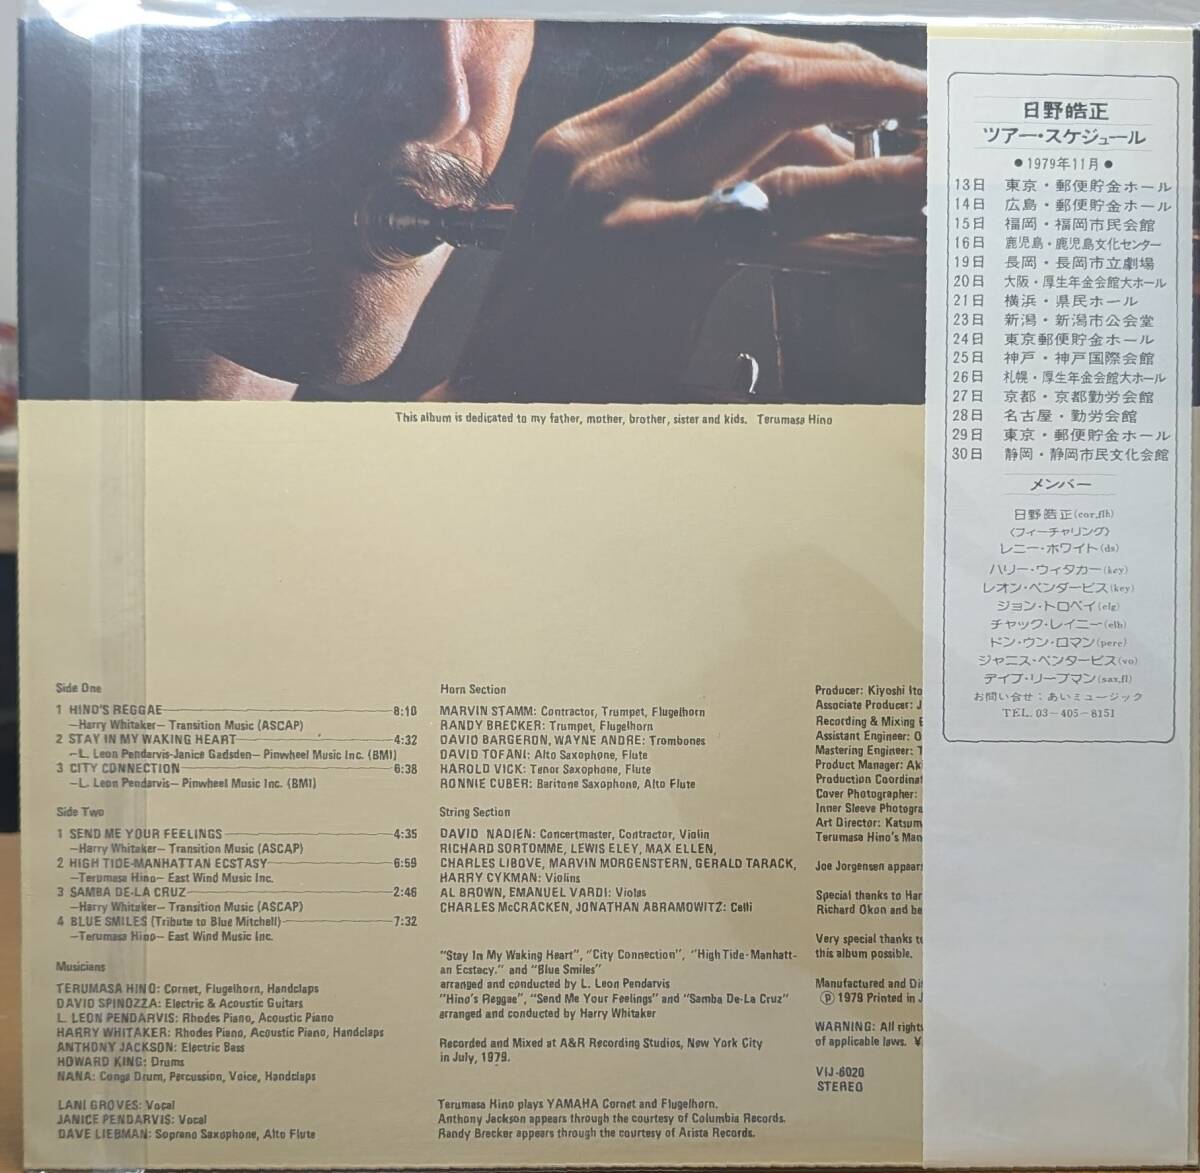 This album is dedicated to my father, mother, brother, sister and kids. Terumasa Hino
Side One
1 HINO'S REGGAE 8:10
—Harry Whitaker— Transition Music (ASCAP)
2 STAY IN MY WAKING HEART 4:32
—L. Leon Pendarvis-Janice Gadsden— Pinwheel Music Inc. (BMI)
3 CITY CONNECTION 6:38
—L. Leon Pendarvis— Pinwheel Music Inc. (BMI)
Side Two
1 SEND ME YOUR FEELINGS 4:35
—Harry Whitaker— Transition Music (ASCAP)
2 HIGH TIDE-MANHATTAN ECSTASY 6:59
—Terumasa Hino— East Wind Music Inc.
3 SAMBA DE-LA CRUZ 2:46
—Harry Whitaker— Transition Music (ASCAP)
4 BLUE SMILES (Tribute to Blue Mitchell) 7:32
—Terumasa Hino— East Wind Music Inc.
Musicians
TERUMASA HINO: Cornet, Flugelhorn, Handclaps
DAVID SPINOZZA: Electric & Acoustic Guitars
L. LEON PENDARVIS: Rhodes Piano, Acoustic Piano
HARRY WHITAKER: Rhodes Piano, Acoustic Piano, Handclaps
ANTHONY JACKSON: Electric Bass
HOWARD KING: Drums
NANA: Conga Drum, Percussion, Voice, Handclaps
LANI GROVES: Vocal
JANICE PENDARVIS: Vocal
DAVE LIEBMAN: Soprano Saxophone, Alto Flute
Horn Section
MARVIN STAMM: Contractor, Trumpet, Flugelhorn
RANDY BRECKER: Trumpet, Flugelhorn
DAVID BARGERON, WAYNE ANDRE: Trombones
DAVID TOFANI: Alto Saxophone, Flute
HAROLD VICK: Tenor Saxophone, Flute
RONNIE CUBER: Baritone Saxophone, Alto Flute
String Section
DAVID NADIEN: Concertmaster, Contractor, Violin
RICHARD SORTOMME, LEWIS ELEY, MAX ELLEN,
CHARLES LIBOVE, MARVIN MORGENSTERN, GERALD TARACK,
HARRY CYKMAN: Violins
AL BROWN, EMANUEL VARDI: Violas
CHARLES McCRACKEN, JONATHAN ABRAMOWITZ: Celli
"Stay In My Waking Heart", "City Connection", "High Tide-Manhatt-
an Ecstacy." and "Blue Smiles"
arranged and conducted by L. Leon Pendarvis
"Hino's Reggae", "Send Me Your Feelings" and "Samba De-La Cruz"
arranged and conducted by Harry Whitaker
Recorded and Mixed at A&R Recording Studios, New York City
in July, 1979.
Terumasa Hino plays YAMAHA Cornet and Flugelhorn.
Anthony Jackson appears through the courtesy of Columbia Records.
Randy Brecker appears through the courtesy of Arista Records.
Producer: Kiyoshi Ito
Associate Producer: J
Recording & Mixing E
Assistant Engineer: O
Mastering Engineer: T
Product Manager: Aki
Production Coordinat
Cover Photographer:
Inner Sleeve Photogra
Art Director: Katsum
Terumasa Hino's Man
Joe Jorgensen appear
Special thanks to Har
Richard Okon and be
Very special thanks t
this album possible.
Manufactured and Di
Ⓟ 1979 Printed in J
WARNING: All right
of applicable laws. ¥
VIJ-6020
STEREO
日野皓正
ツアー・スケジュール
●1979年11月●
13日 東京・郵便貯金ホール
14日 広島・郵便貯金ホール
15日 福岡・福岡市民会館
16日 鹿児島・鹿児島文化センター
19日 長岡・長岡市立劇場
20日 大阪・厚生年金会館大ホール
21日 横浜・県民ホール
23日 新潟・新潟市公会堂
24日 東京郵便貯金ホール
25日 神戸・神戸国際会館
26日 札幌・厚生年金会館大ホール
27日 京都・京都勤労会館
28日 名古屋・勤労会館
29日 東京・郵便貯金ホール
30日 静岡・静岡市民文化会館
メンバー
日野皓正(cor,flh)
〈フィーチャリング〉
レニー・ホワイト(ds)
ハリー・ウィタカー(key)
レオン・ペンダービス(key)
ジョン・トロペイ(elg)
チャック・レイニー(elb)
ドン・ウン・ロマン(perc)
ジャニス・ペンダービス(vo)
デイブ・リーブマン(sax,fl)
お問い合せ：あいミュージック
TEL. 03-405-8151